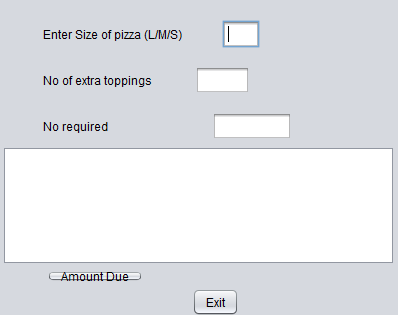 Enter Size of pizza (L/M/S)
No of extra toppings
No required
Amount Due
Exit